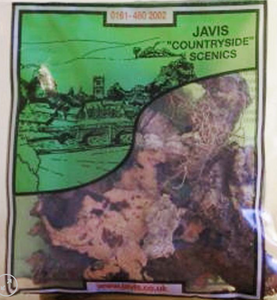 0161-480 2002
JAVIS
"COUNTRYSIDE"
SCENICS
www.javis.co.uk